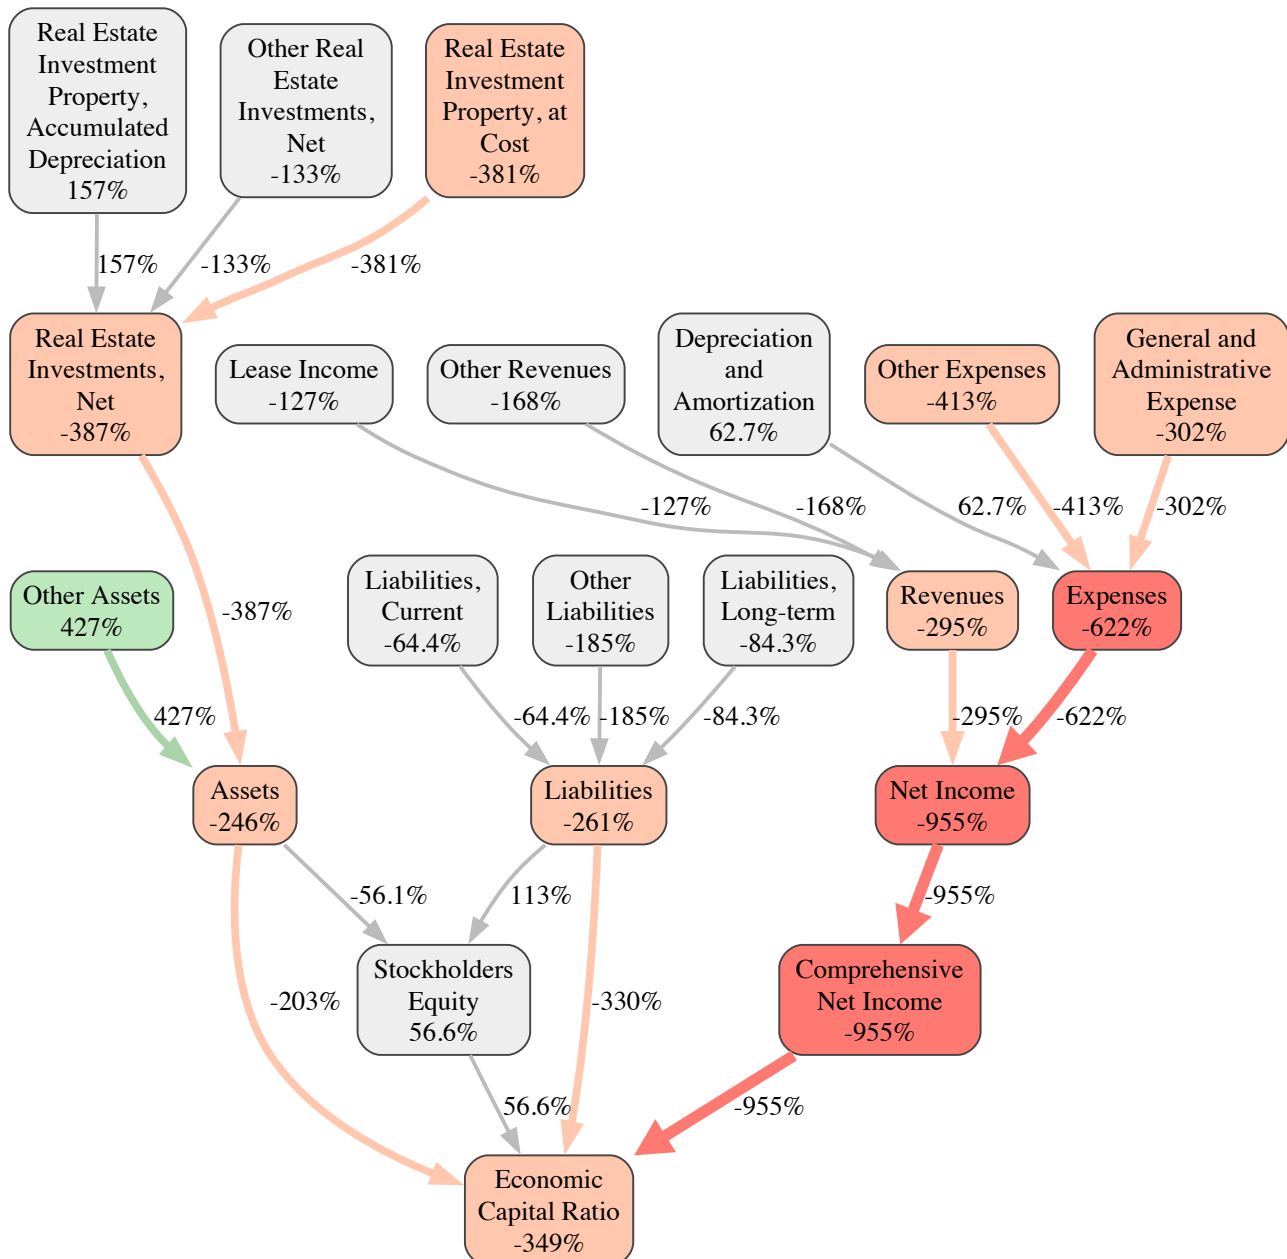 Real Estate
Investment
Property,
Accumulated
Depreciation
157%
Other Real
Estate
Investments,
Net
-133%
Real Estate
Investment
Property, at
Cost
-381%
157%
-133%
-381%
Real Estate
Investments,
Net
-387%
Lease Income
-127%
Other Revenues
-168%
Depreciation
and
Amortization
62.7%
Other Expenses
-413%
General and
Administrative
Expense
-302%
-127%
-168%
62.7%
-413%
-302%
Other Assets
427%
-387%
Liabilities,
Current
-64.4%
Other
Liabilities
-185%
Liabilities,
Long-term
-84.3%
Revenues
-295%
Expenses
-622%
427%
-64.4%
-185%
-84.3%
-295%
-622%
Assets
-246%
Liabilities
-261%
Net Income
-955%
-56.1%
113%
-955%
-203%
Stockholders
Equity
56.6%
-330%
Comprehensive
Net Income
-955%
56.6%
-955%
Economic
Capital Ratio
-349%